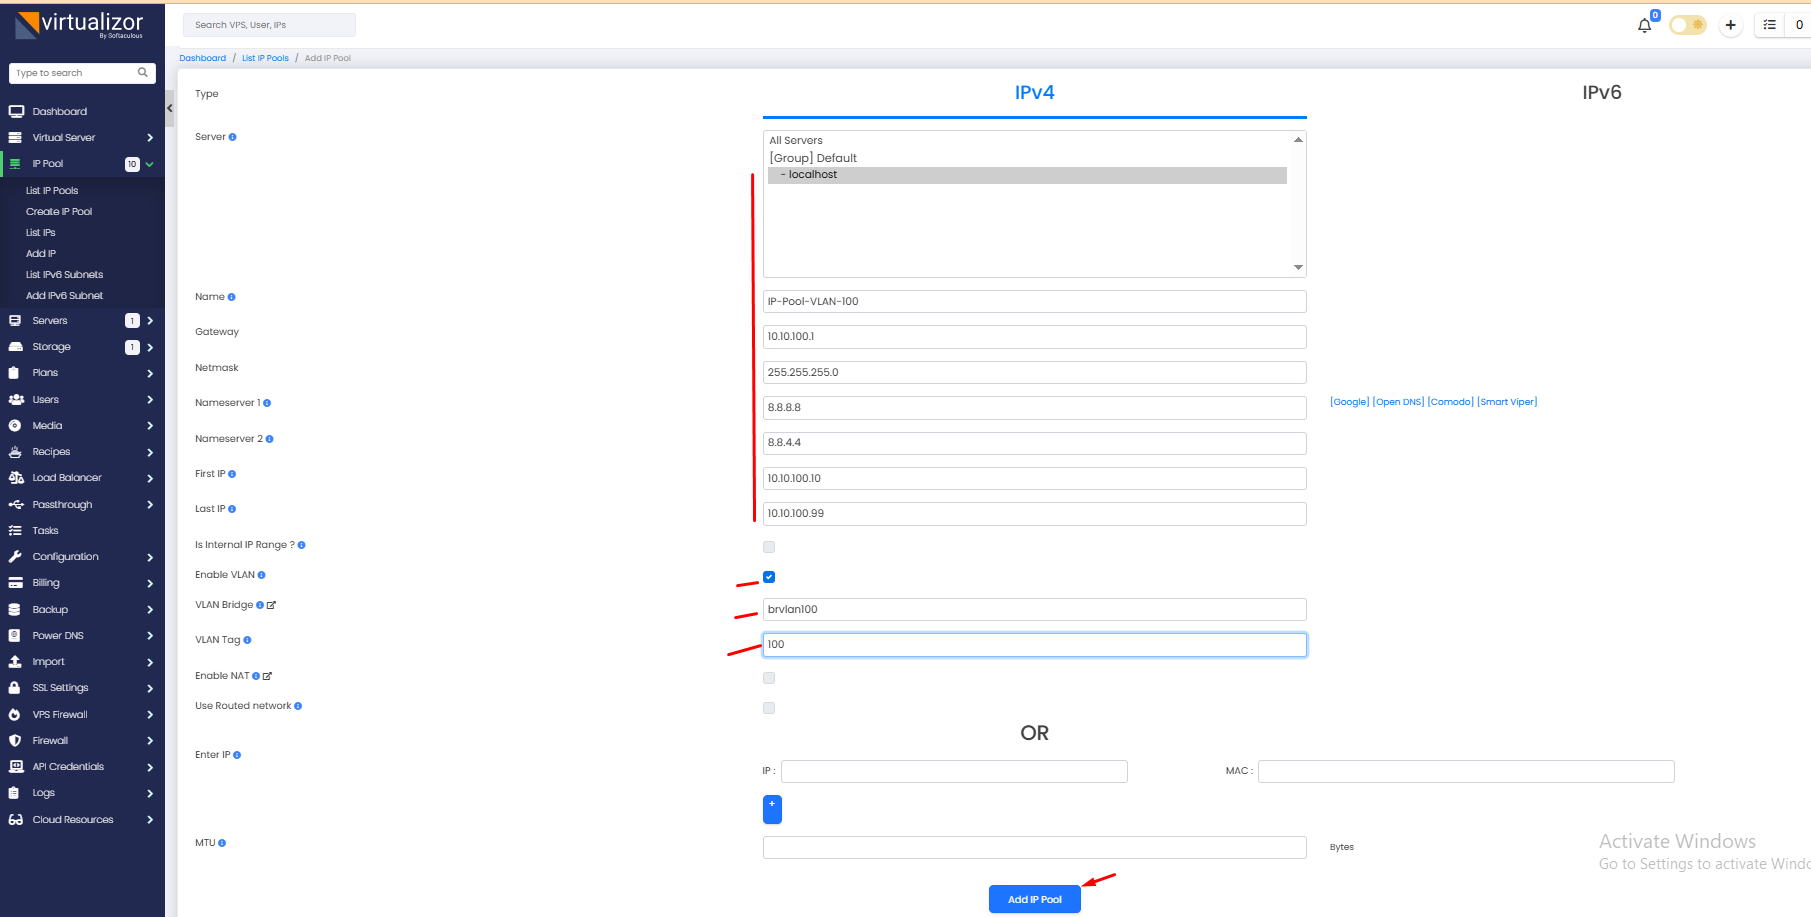 virtualizor
By Softaculous
Search VPS, User, IPs
0
0
Type to search
Dashboard / List IP Pools / Add IP Pool
Dashboard
Virtual Server
IP Pool 10
List IP Pools
Create IP Pool
List IPs
Add IP
List IPv6 Subnets
Add IPv6 Subnet
Servers 1
Storage 1
Plans
Users
Media
Recipes
Load Balancer
Passthrough
Tasks
Configuration
Billing
Backup
Power DNS
Import
SSL Settings
VPS Firewall
Firewall
API Credentials
Logs
Cloud Resources
Type IPv4 IPv6
Server
All Servers
[Group] Default
- localhost
Name IP-Pool-VLAN-100
Gateway 10.10.100.1
Netmask 255.255.255.0
Nameserver 1 8.8.8.8 [Google] [Open DNS] [Comodo] [Smart Viper]
Nameserver 2 8.8.4.4
First IP 10.10.100.10
Last IP 10.10.100.99
Is Internal IP Range ?
Enable VLAN
VLAN Bridge brvlan100
VLAN Tag 100
Enable NAT
Use Routed network
OR
Enter IP
IP : MAC :
+
MTU Bytes
Add IP Pool
Activate Windows
Go to Settings to activate Windo